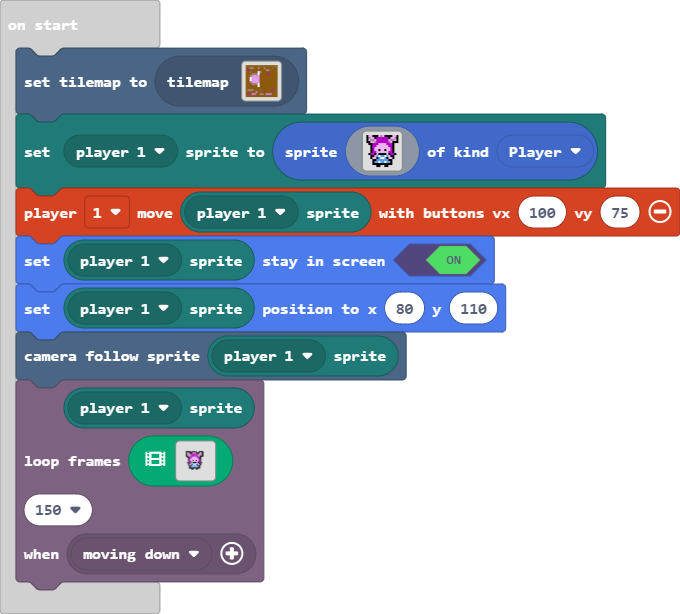 on start
set tilemap to tilemap
set player 1 sprite to sprite of kind Player
player 1 move player 1 sprite with buttons vx 100 vy 75
set player 1 sprite stay in screen ON
set player 1 sprite position to x 80 y 110
camera follow sprite player 1 sprite
player 1 sprite
loop frames
150
when moving down